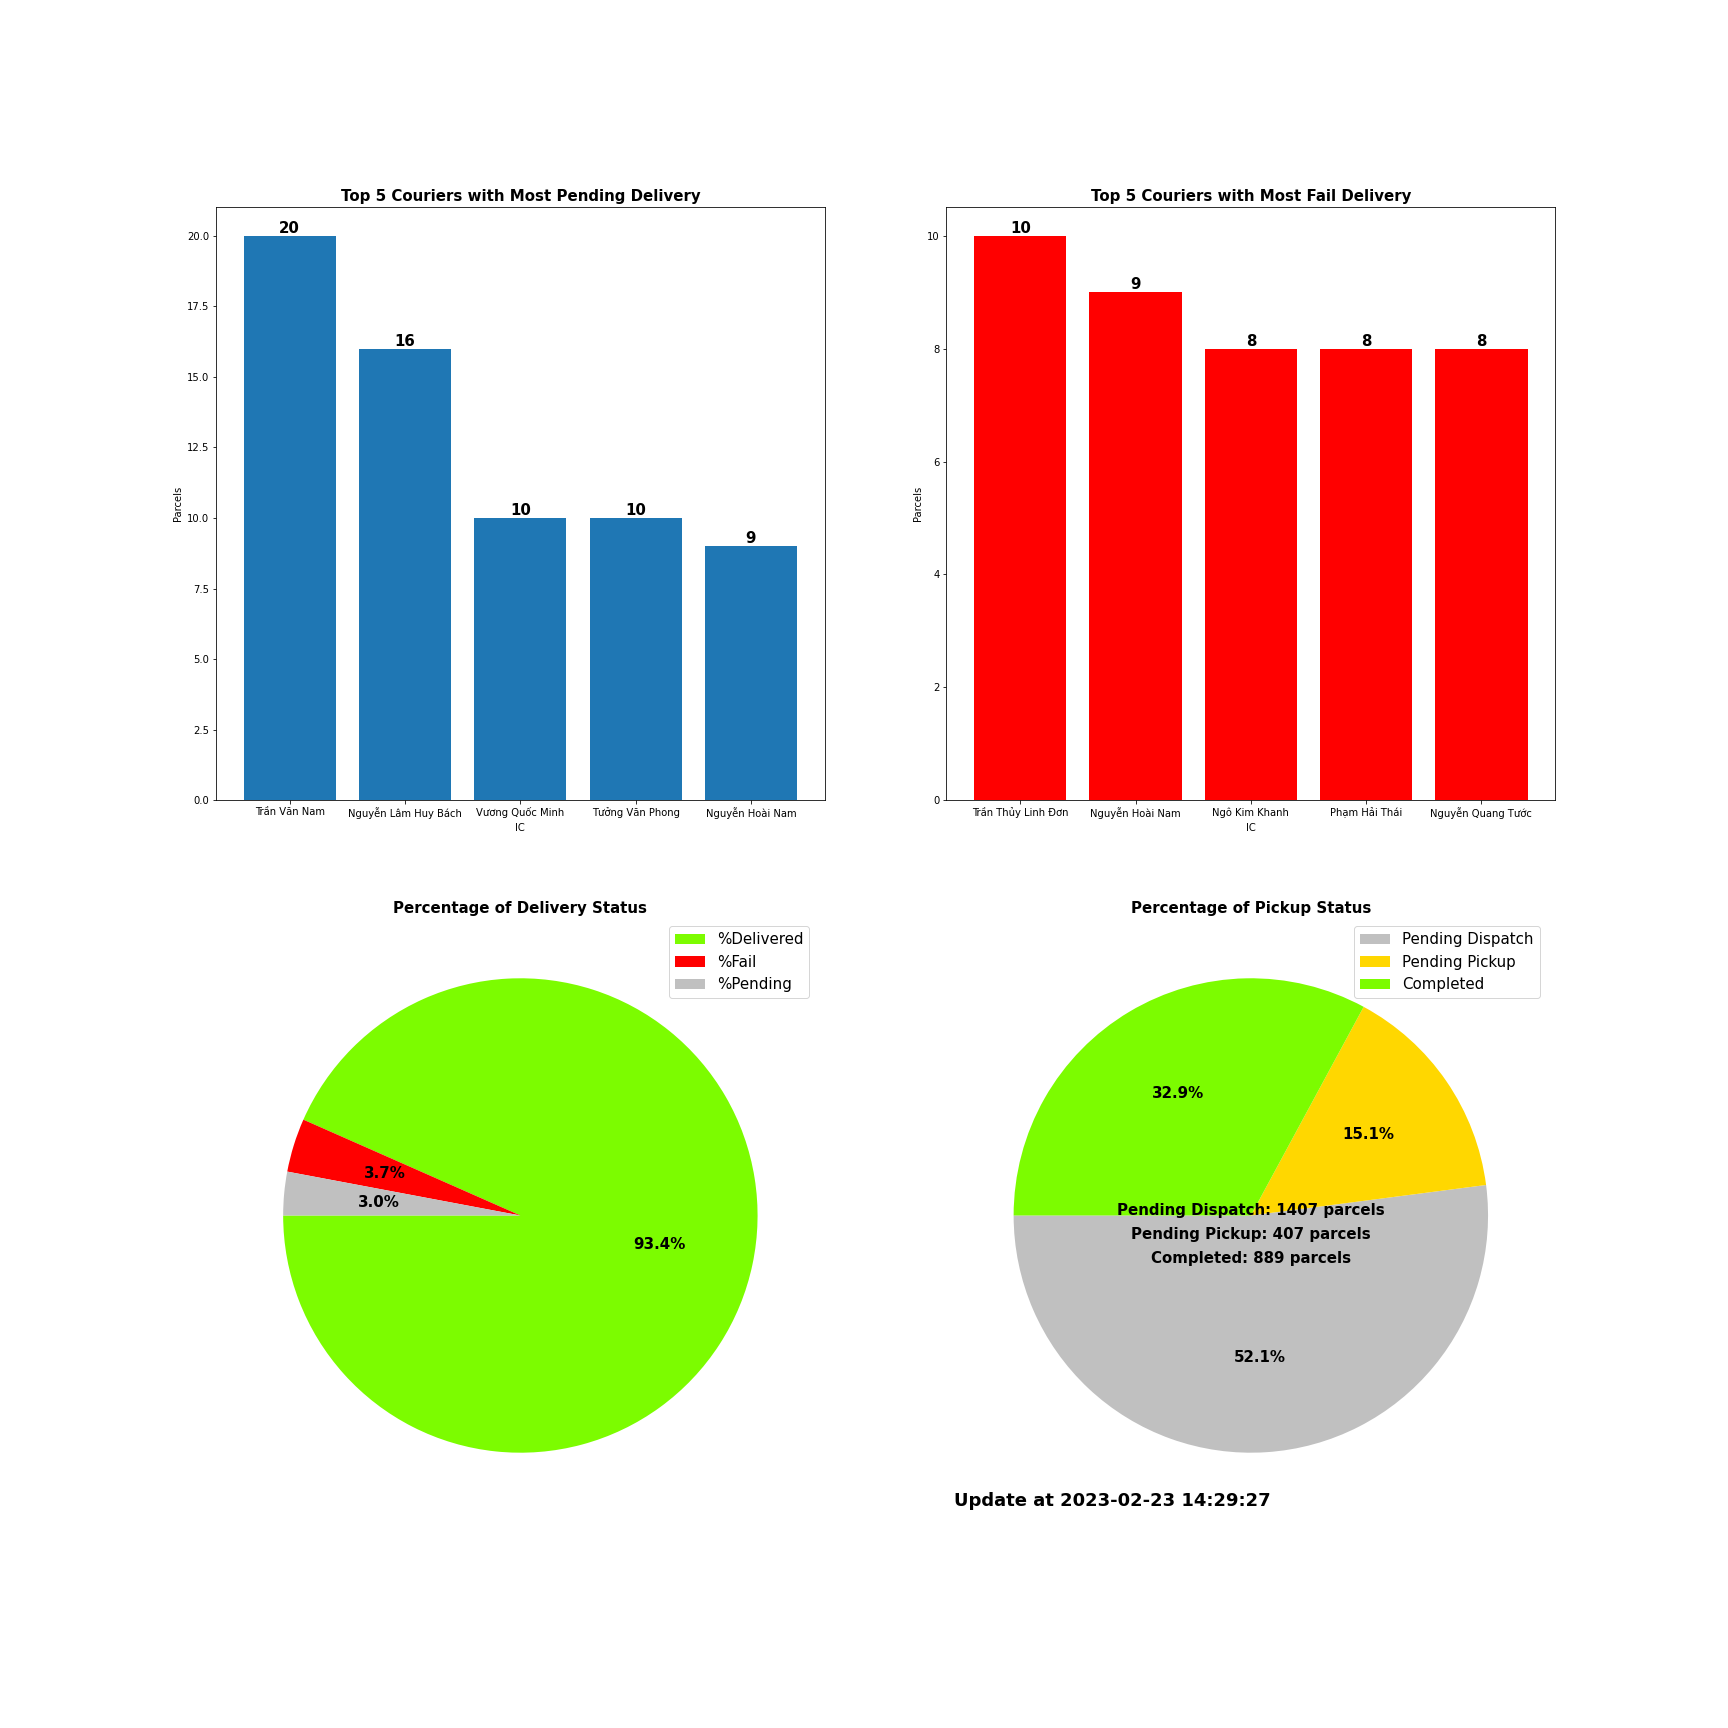 Top 5 Couriers with Most Pending Delivery
20
16
10
10
9
20.0
17.5
15.0
12.5
10.0
7.5
5.0
2.5
0.0
Parcels
Trần Văn Nam
Nguyễn Lâm Huy Bách
Vương Quốc Minh
Tưởng Văn Phong
Nguyễn Hoài Nam
IC
Top 5 Couriers with Most Fail Delivery
10
9
8
8
8
10
8
6
4
2
0
Parcels
Trần Thủy Linh Đơn
Nguyễn Hoài Nam
Ngô Kim Khanh
Phạm Hải Thái
Nguyễn Quang Tước
IC
Percentage of Delivery Status
%Delivered
%Fail
%Pending
3.7%
3.0%
93.4%
Percentage of Pickup Status
Pending Dispatch
Pending Pickup
Completed
32.9%
15.1%
Pending Dispatch: 1407 parcels
Pending Pickup: 407 parcels
Completed: 889 parcels
52.1%
Update at 2023-02-23 14:29:27